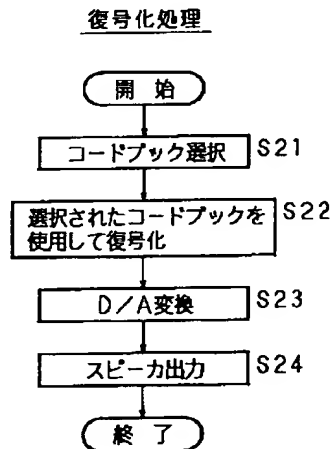 復号化処理
開始
コードブック選択 S21
選択されたコードブックを S22
使用して復号化
D/A変換 S23
スピーカ出力 S24
終了